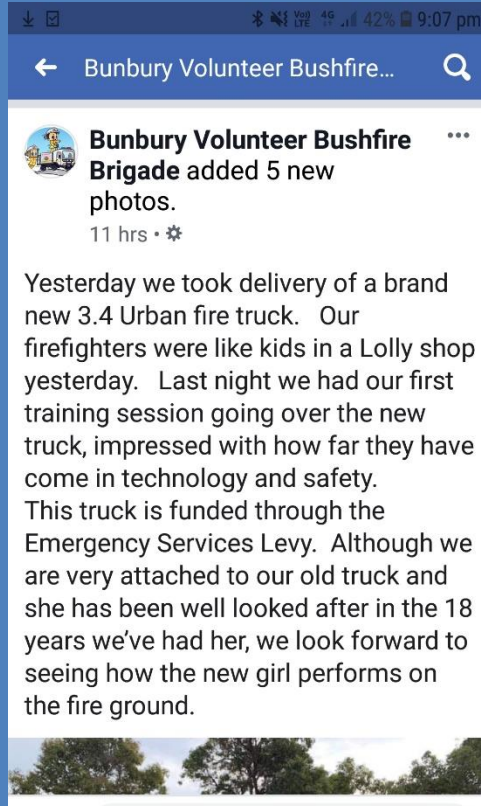 Vo)) 4G 42% 9:07 pm
LTE
Bunbury Volunteer Bushfire...
Bunbury Volunteer Bushfire
Brigade added 5 new
photos.
11 hrs •
Yesterday we took delivery of a brand
new 3.4 Urban fire truck. Our
firefighters were like kids in a Lolly shop
yesterday. Last night we had our first
training session going over the new
truck, impressed with how far they have
come in technology and safety.
This truck is funded through the
Emergency Services Levy. Although we
are very attached to our old truck and
she has been well looked after in the 18
years we’ve had her, we look forward to
seeing how the new girl performs on
the fire ground.